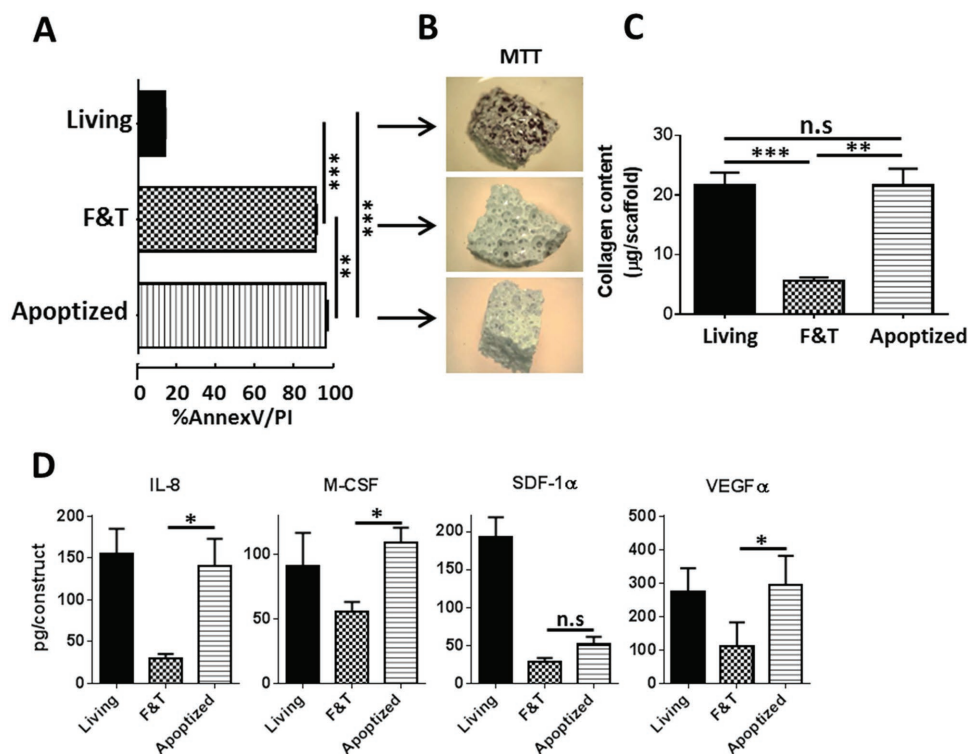 A
B
C
MTT
Living
F&T
Apoptized
***
**
***
0 20 40 60 80 100
%AnnexV/PI
Collagen content
(μg/scaffold)
30
20
10
0
n.s
***
**
Living F&T Apoptized
D
IL-8
M-CSF
SDF-1α
VEGFα
pg/construct
200
150
100
50
0
*
Living
F&T
Apoptized
100
50
0
*
Living
F&T
Apoptized
200
150
100
50
0
n.s
Living
F&T
Apoptized
500
400
300
200
100
0
*
Living
F&T
Apoptized